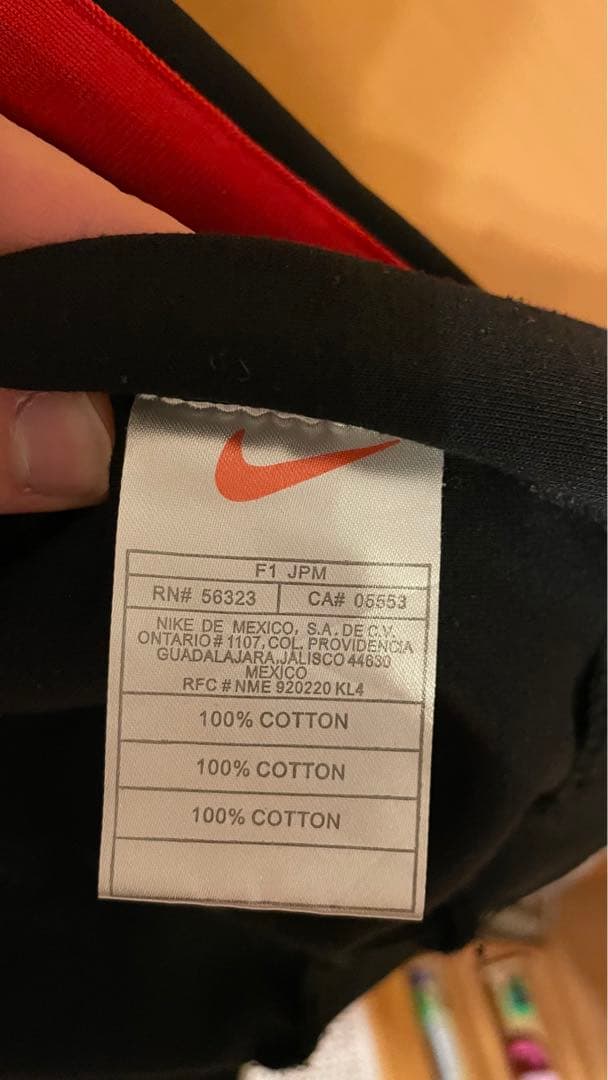 F1 JPM
RN# 56323 CA# 05553
NIKE DE MEXICO, S.A. DE C.V.
ONTARIO # 1107, COL. PROVIDENCIA
GUADALAJARA, JALISCO 44630
MEXICO
RFC # NME 920220 KL4
100% COTTON
100% COTTON
100% COTTON